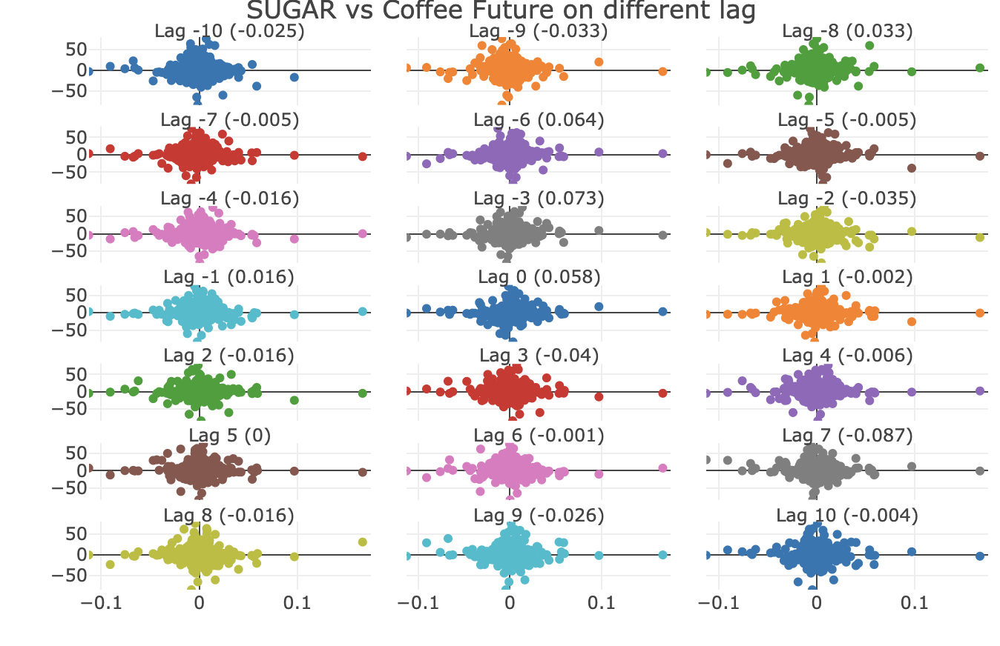 SUGAR vs Coffee Future on different lag
Lag -10 (-0.025) Lag -9 (-0.033) Lag -8 (0.033)
50
0
−50
Lag -7 (-0.005) Lag -6 (0.064) Lag -5 (-0.005)
50
0
−50
Lag -4 (-0.016) Lag -3 (0.073) Lag -2 (-0.035)
50
0
−50
Lag -1 (0.016) Lag 0 (0.058) Lag 1 (-0.002)
50
0
−50
Lag 2 (-0.016) Lag 3 (-0.04) Lag 4 (-0.006)
50
0
−50
Lag 5 (0) Lag 6 (-0.001) Lag 7 (-0.087)
50
0
−50
Lag 8 (-0.016) Lag 9 (-0.026) Lag 10 (-0.004)
50
0
−50
−0.1 0 0.1 −0.1 0 0.1 −0.1 0 0.1